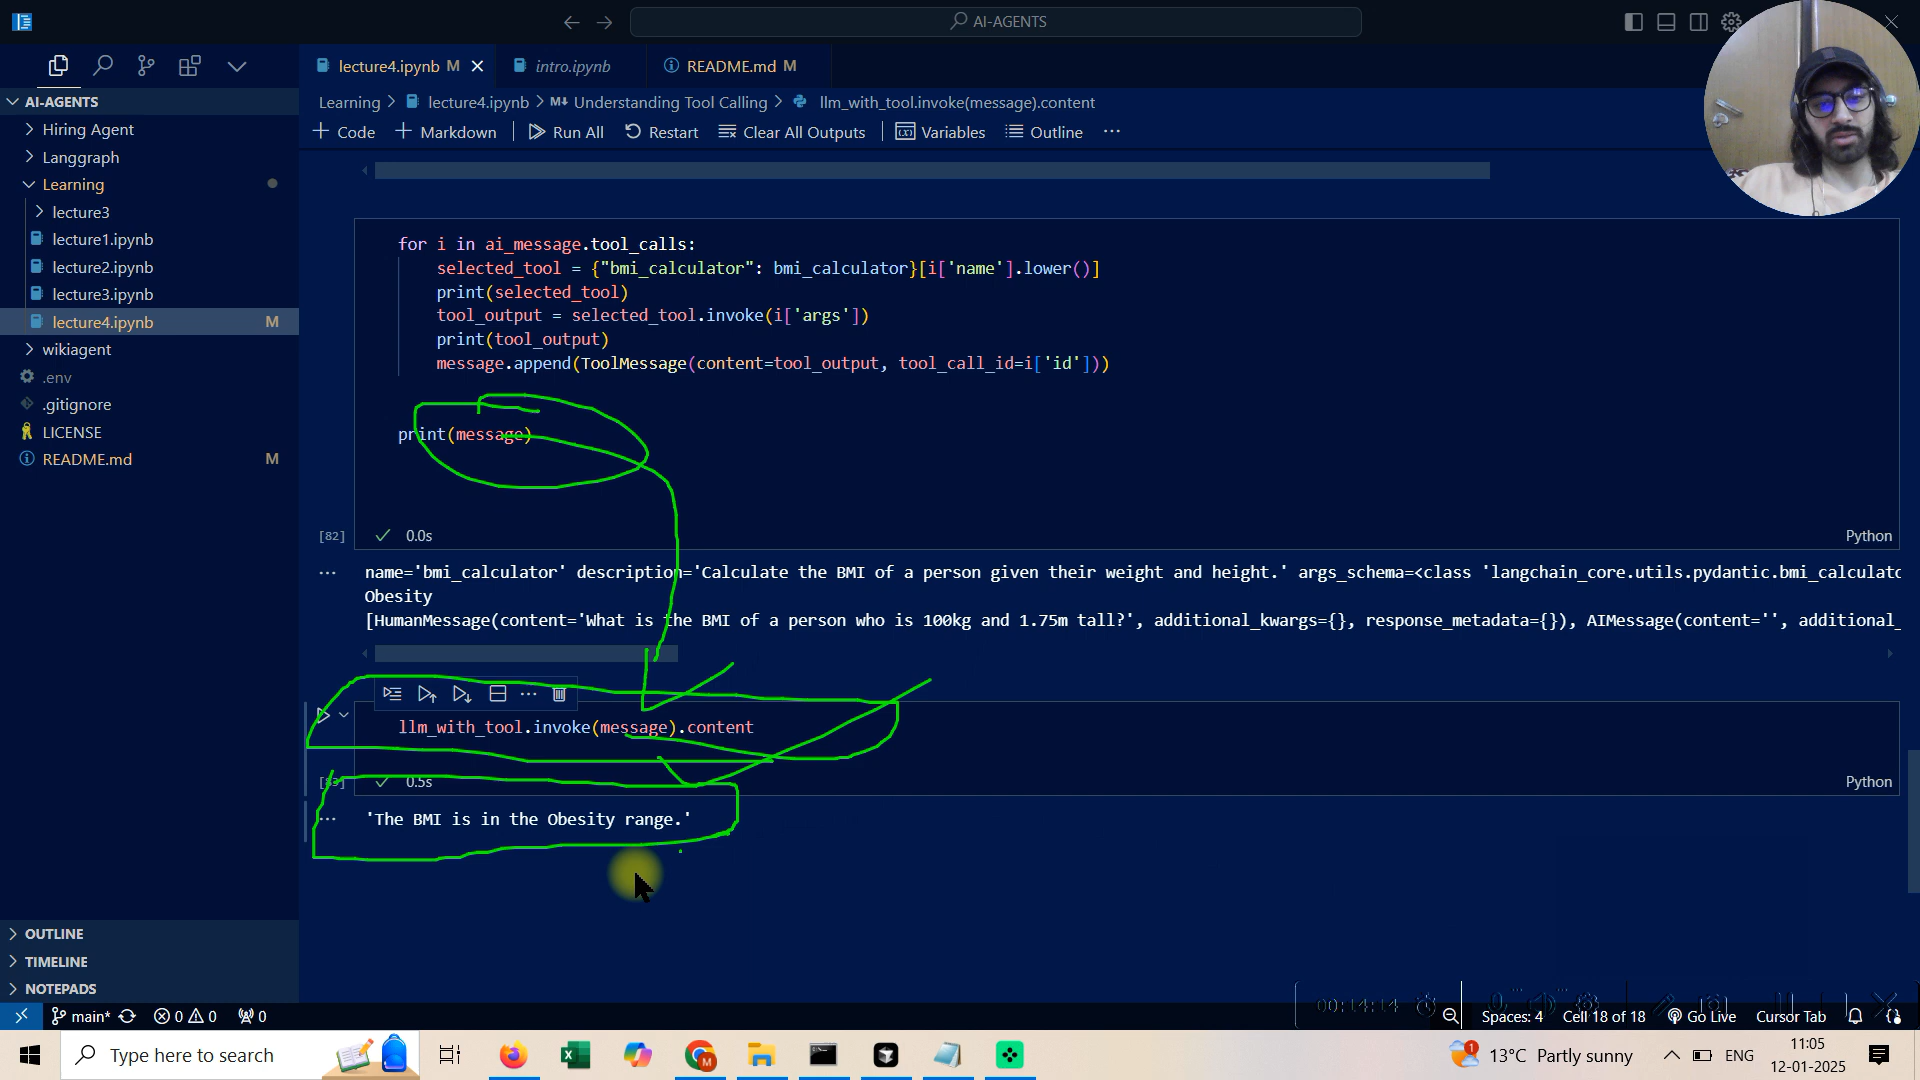 AI-AGENTS
lecture4.ipynb M
intro.ipynb
README.md M
AI-AGENTS
Hiring Agent
Langgraph
Learning
lecture3
lecture1.ipynb
lecture2.ipynb
lecture3.ipynb
lecture4.ipynb M
wikiagent
.env
.gitignore
LICENSE
README.md M
OUTLINE
TIMELINE
NOTEPADS
Learning > lecture4.ipynb > M↓ Understanding Tool Calling > llm_with_tool.invoke(message).content
+ Code + Markdown Run All Restart Clear All Outputs Variables Outline ...
for i in ai_message.tool_calls:
selected_tool = {"bmi_calculator": bmi_calculator}[i['name'].lower()]
print(selected_tool)
tool_output = selected_tool.invoke(i['args'])
print(tool_output)
message.append(ToolMessage(content=tool_output, tool_call_id=i['id']))
print(message)
[82] 0.0s Python
name='bmi_calculator' description='Calculate the BMI of a person given their weight and height.' args_schema=<class 'langchain_core.utils.pydantic.bmi_calculato
Obesity
[HumanMessage(content='What is the BMI of a person who is 100kg and 1.75m tall?', additional_kwargs={}, response_metadata={}), AIMessage(content='', additional_
llm_with_tool.invoke(message).content
[83] 0.5s Python
'The BMI is in the Obesity range.'
00:14:14
main* 0 0 0 Spaces: 4 Cell 18 of 18 Go Live Cursor Tab
Type here to search
1
13°C Partly sunny ENG
11:05
12-01-2025